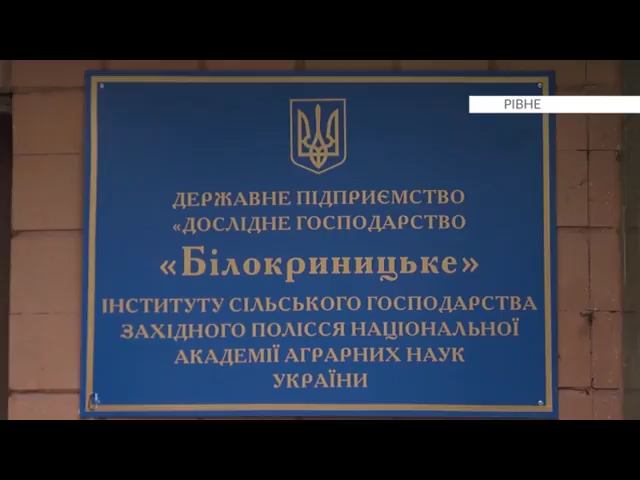 РІВНЕ
ДЕРЖАВНЕ ПІДПРИЄМСТВО
«ДОСЛІДНЕ ГОСПОДАРСТВО
«Білокриницьке»
ІНСТИТУТУ СІЛЬСЬКОГО ГОСПОДАРСТВА
ЗАХІДНОГО ПОЛІССЯ НАЦІОНАЛЬНОЇ
АКАДЕМІЇ АГРАРНИХ НАУК
УКРАЇНИ